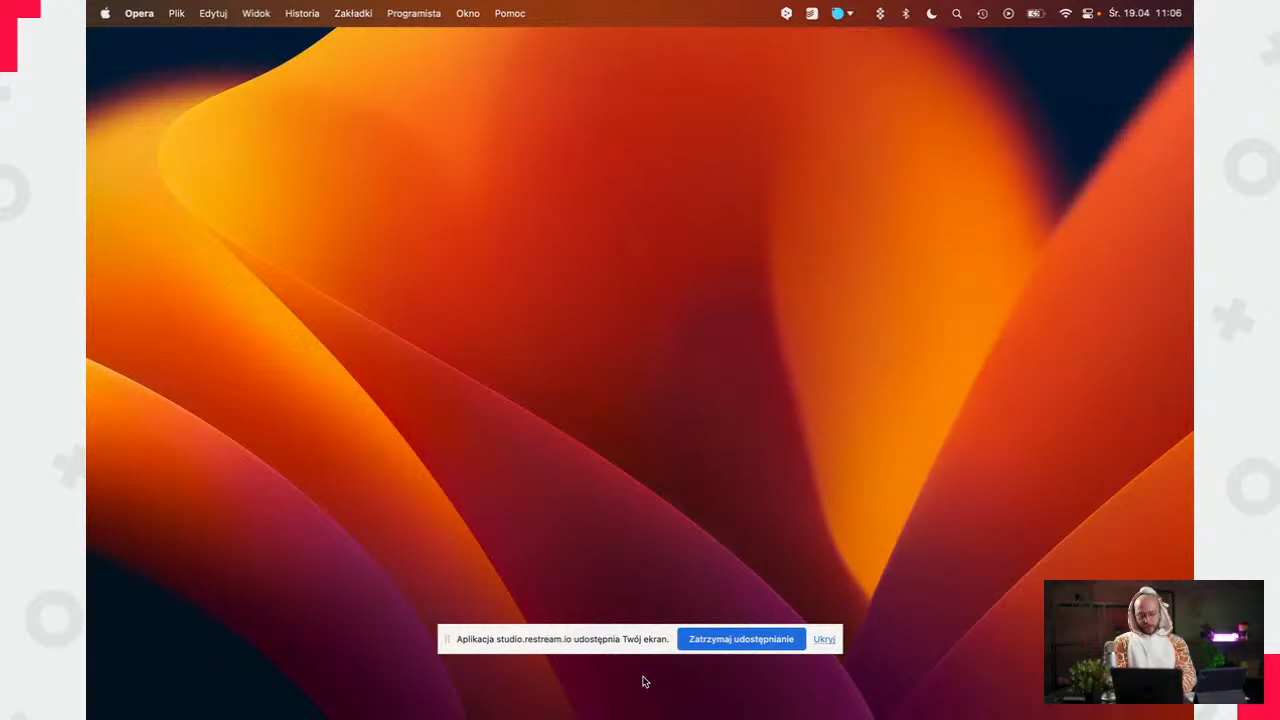 Opera Plik Edytuj Widok Historia Zakładki Programista Okno Pomoc Śr. 19.04 11:06
Aplikacja studio.restream.io udostępnia Twój ekran. Zatrzymaj udostępnianie Ukryj